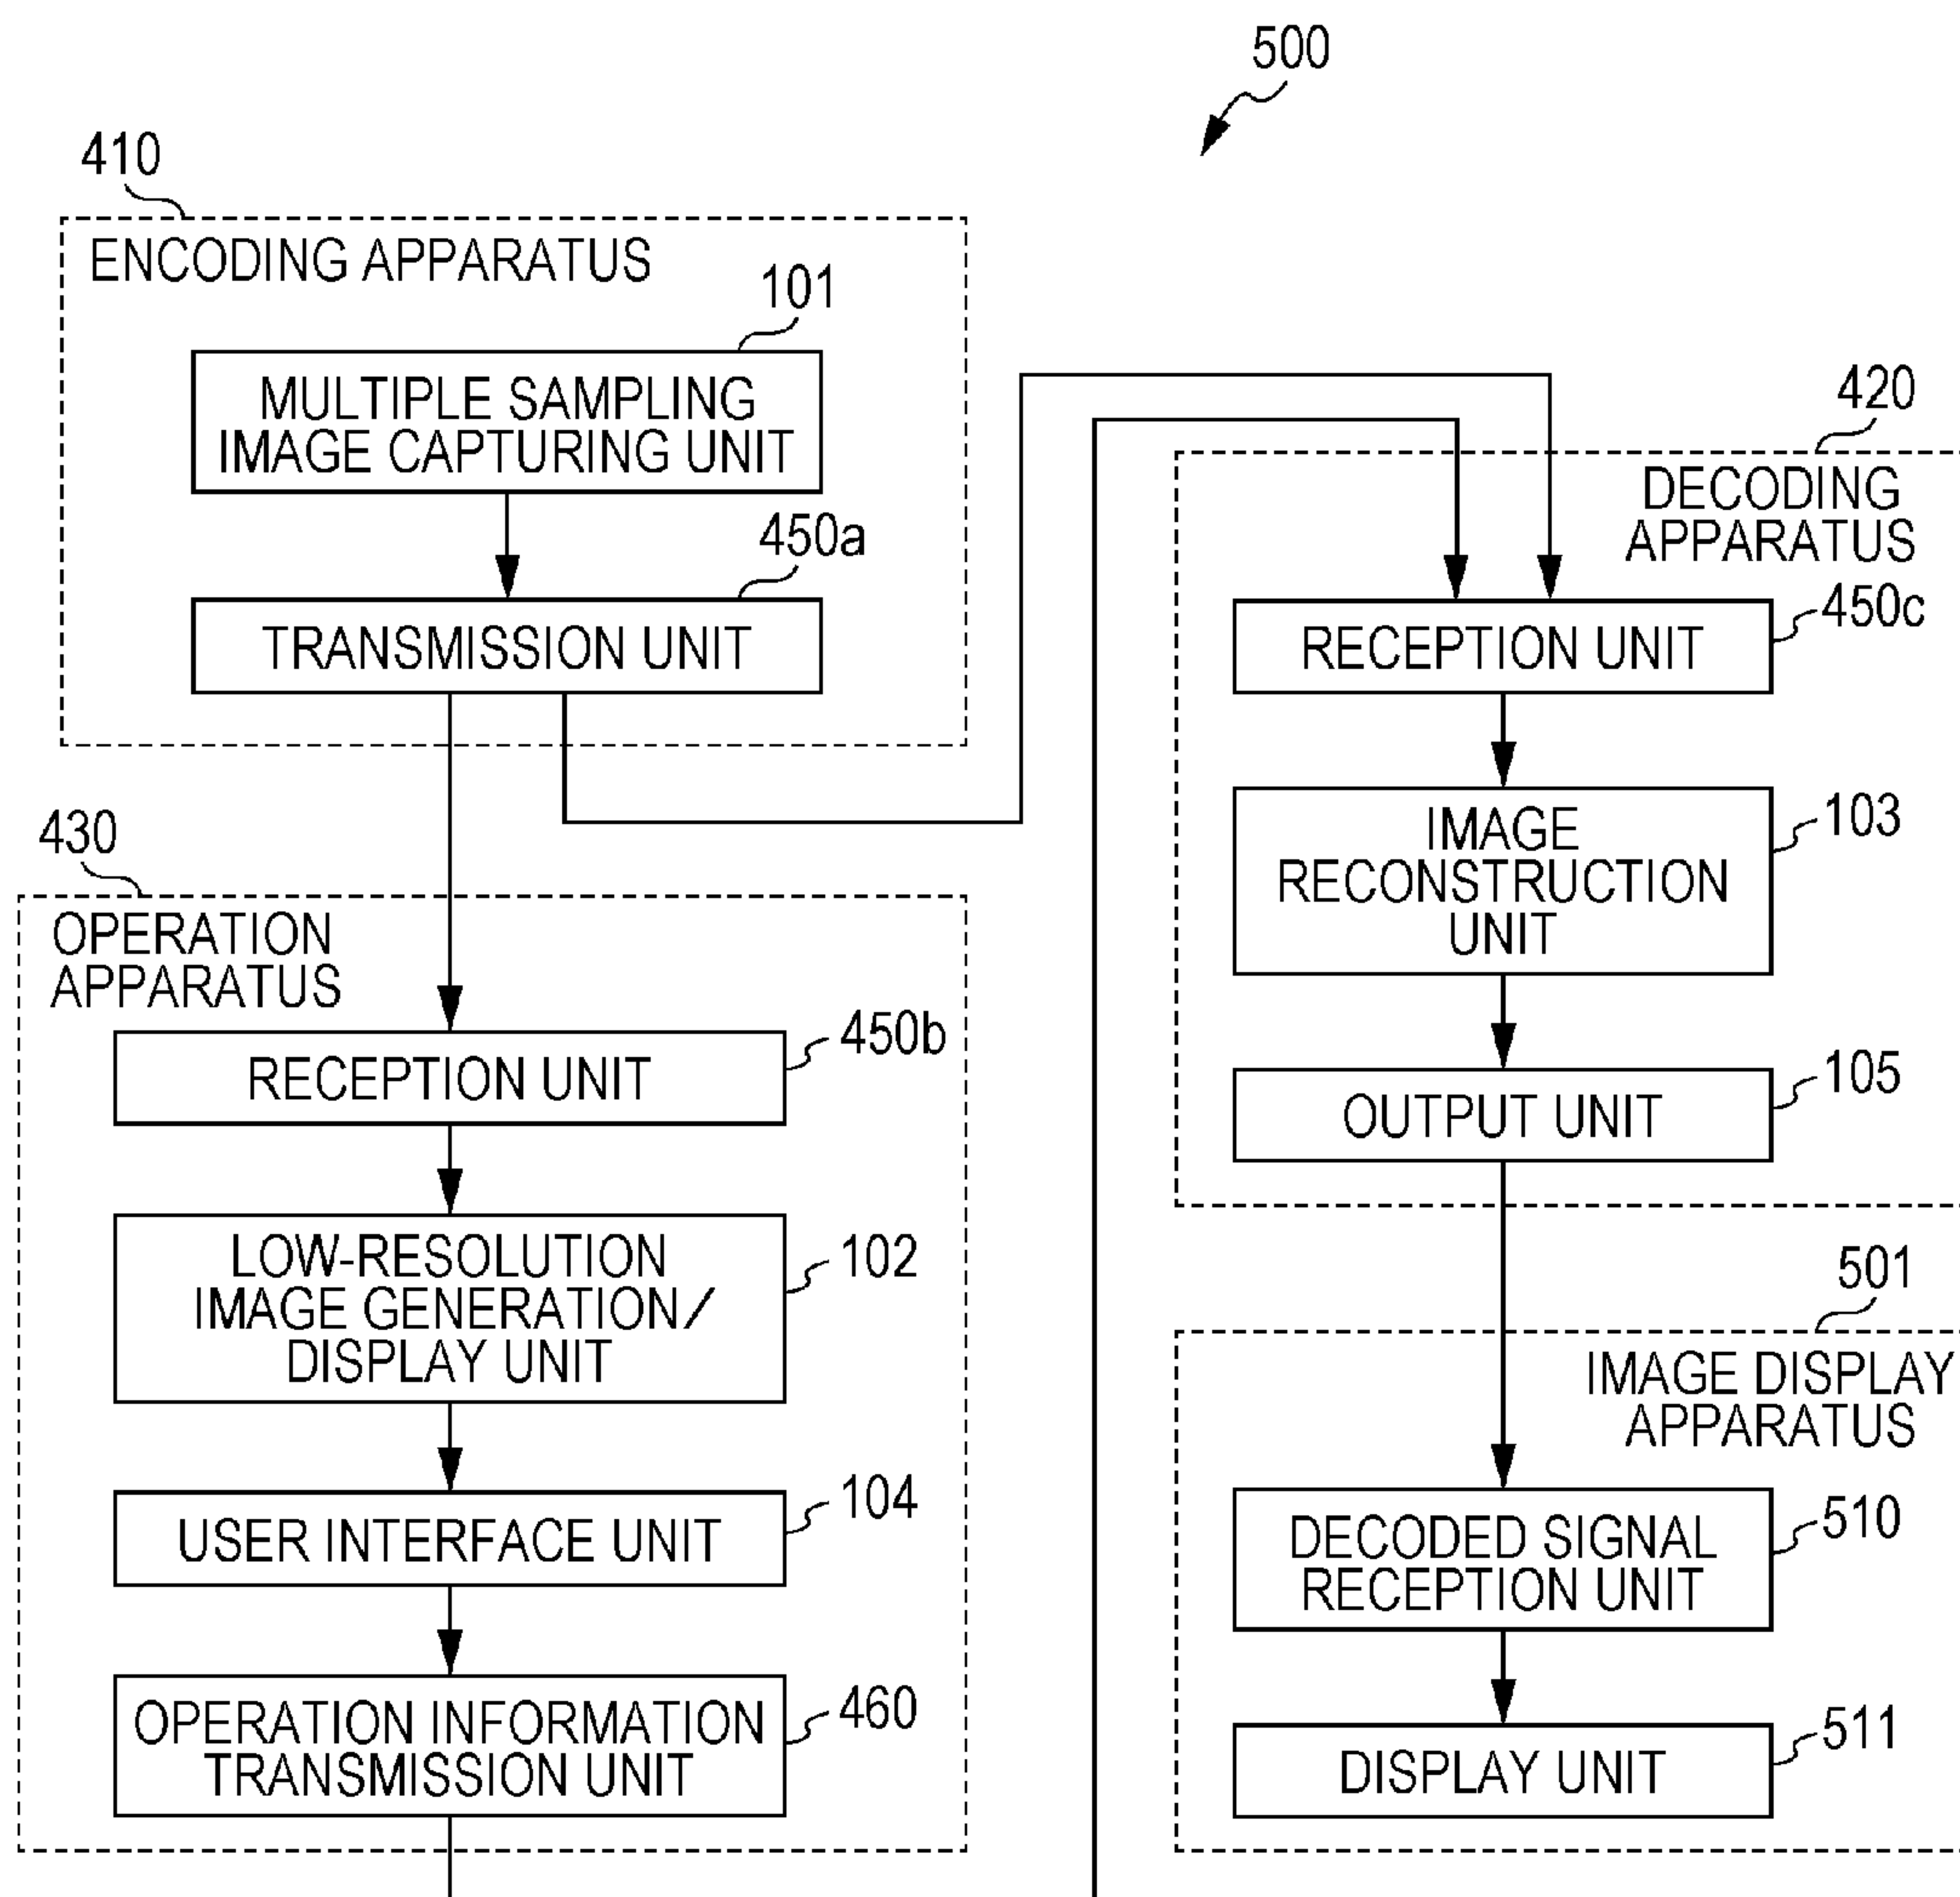 500
410
ENCODING APPARATUS
101
MULTIPLE SAMPLING
IMAGE CAPTURING UNIT
450a
TRANSMISSION UNIT
430
OPERATION
APPARATUS
450b
RECEPTION UNIT
102
LOW-RESOLUTION
IMAGE GENERATION/
DISPLAY UNIT
104
USER INTERFACE UNIT
460
OPERATION INFORMATION
TRANSMISSION UNIT
420
DECODING
APPARATUS
450c
RECEPTION UNIT
103
IMAGE
RECONSTRUCTION
UNIT
105
OUTPUT UNIT
501
IMAGE DISPLAY
APPARATUS
510
DECODED SIGNAL
RECEPTION UNIT
511
DISPLAY UNIT